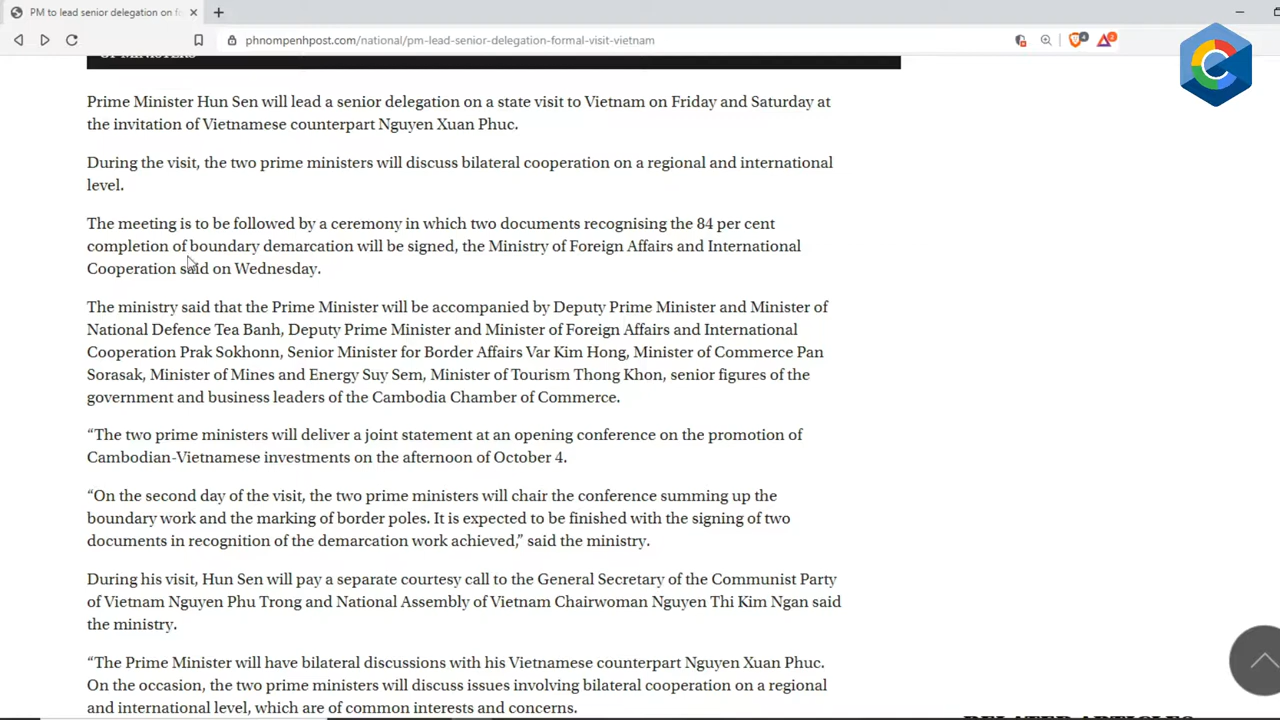 PM to lead senior delegation on fo
phnompenhpost.com/national/pm-lead-senior-delegation-formal-visit-vietnam
OF MINISTERS
Prime Minister Hun Sen will lead a senior delegation on a state visit to Vietnam on Friday and Saturday at
the invitation of Vietnamese counterpart Nguyen Xuan Phuc.
During the visit, the two prime ministers will discuss bilateral cooperation on a regional and international
level.
The meeting is to be followed by a ceremony in which two documents recognising the 84 per cent
completion of boundary demarcation will be signed, the Ministry of Foreign Affairs and International
Cooperation said on Wednesday.
The ministry said that the Prime Minister will be accompanied by Deputy Prime Minister and Minister of
National Defence Tea Banh, Deputy Prime Minister and Minister of Foreign Affairs and International
Cooperation Prak Sokhonn, Senior Minister for Border Affairs Var Kim Hong, Minister of Commerce Pan
Sorasak, Minister of Mines and Energy Suy Sem, Minister of Tourism Thong Khon, senior figures of the
government and business leaders of the Cambodia Chamber of Commerce.
“The two prime ministers will deliver a joint statement at an opening conference on the promotion of
Cambodian-Vietnamese investments on the afternoon of October 4.
“On the second day of the visit, the two prime ministers will chair the conference summing up the
boundary work and the marking of border poles. It is expected to be finished with the signing of two
documents in recognition of the demarcation work achieved,” said the ministry.
During his visit, Hun Sen will pay a separate courtesy call to the General Secretary of the Communist Party
of Vietnam Nguyen Phu Trong and National Assembly of Vietnam Chairwoman Nguyen Thi Kim Ngan said
the ministry.
“The Prime Minister will have bilateral discussions with his Vietnamese counterpart Nguyen Xuan Phuc.
On the occasion, the two prime ministers will discuss issues involving bilateral cooperation on a regional
and international level, which are of common interests and concerns.
RELATED ARTICLES